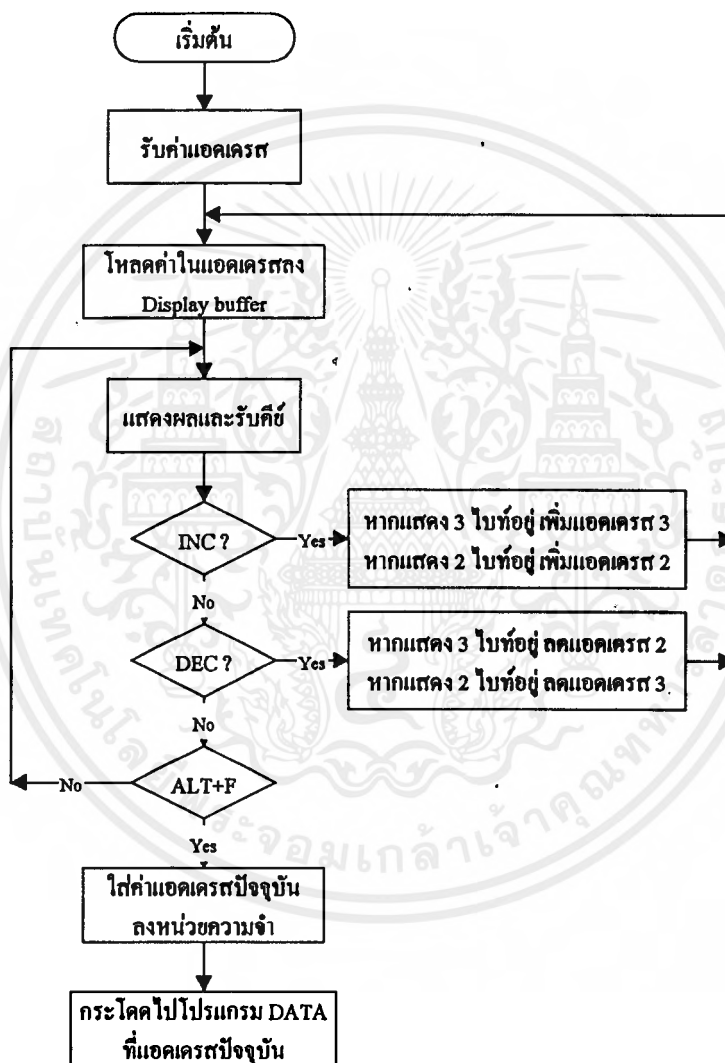 เริ่มต้น
รับค่าแอดเดรส
โหลดค่าในแอดเดรสลง
Display buffer
แสดงผลและรับคีย์
INC ?
Yes
หากแสดง 3 ไบท์อยู่ เพิ่มแอดเดรส 3
หากแสดง 2 ไบท์อยู่ เพิ่มแอดเดรส 2
No
DEC ?
Yes
หากแสดง 3 ไบท์อยู่ ลดแอดเดรส 2
หากแสดง 2 ไบท์อยู่ ลดแอดเดรส 3
No
ALT+F
No
Yes
ใส่ค่าแอดเดรสปัจจุบัน
ลงหน่วยความจำ
กระโดดไปโปรแกรม DATA
ที่แอดเดรสปัจจุบัน